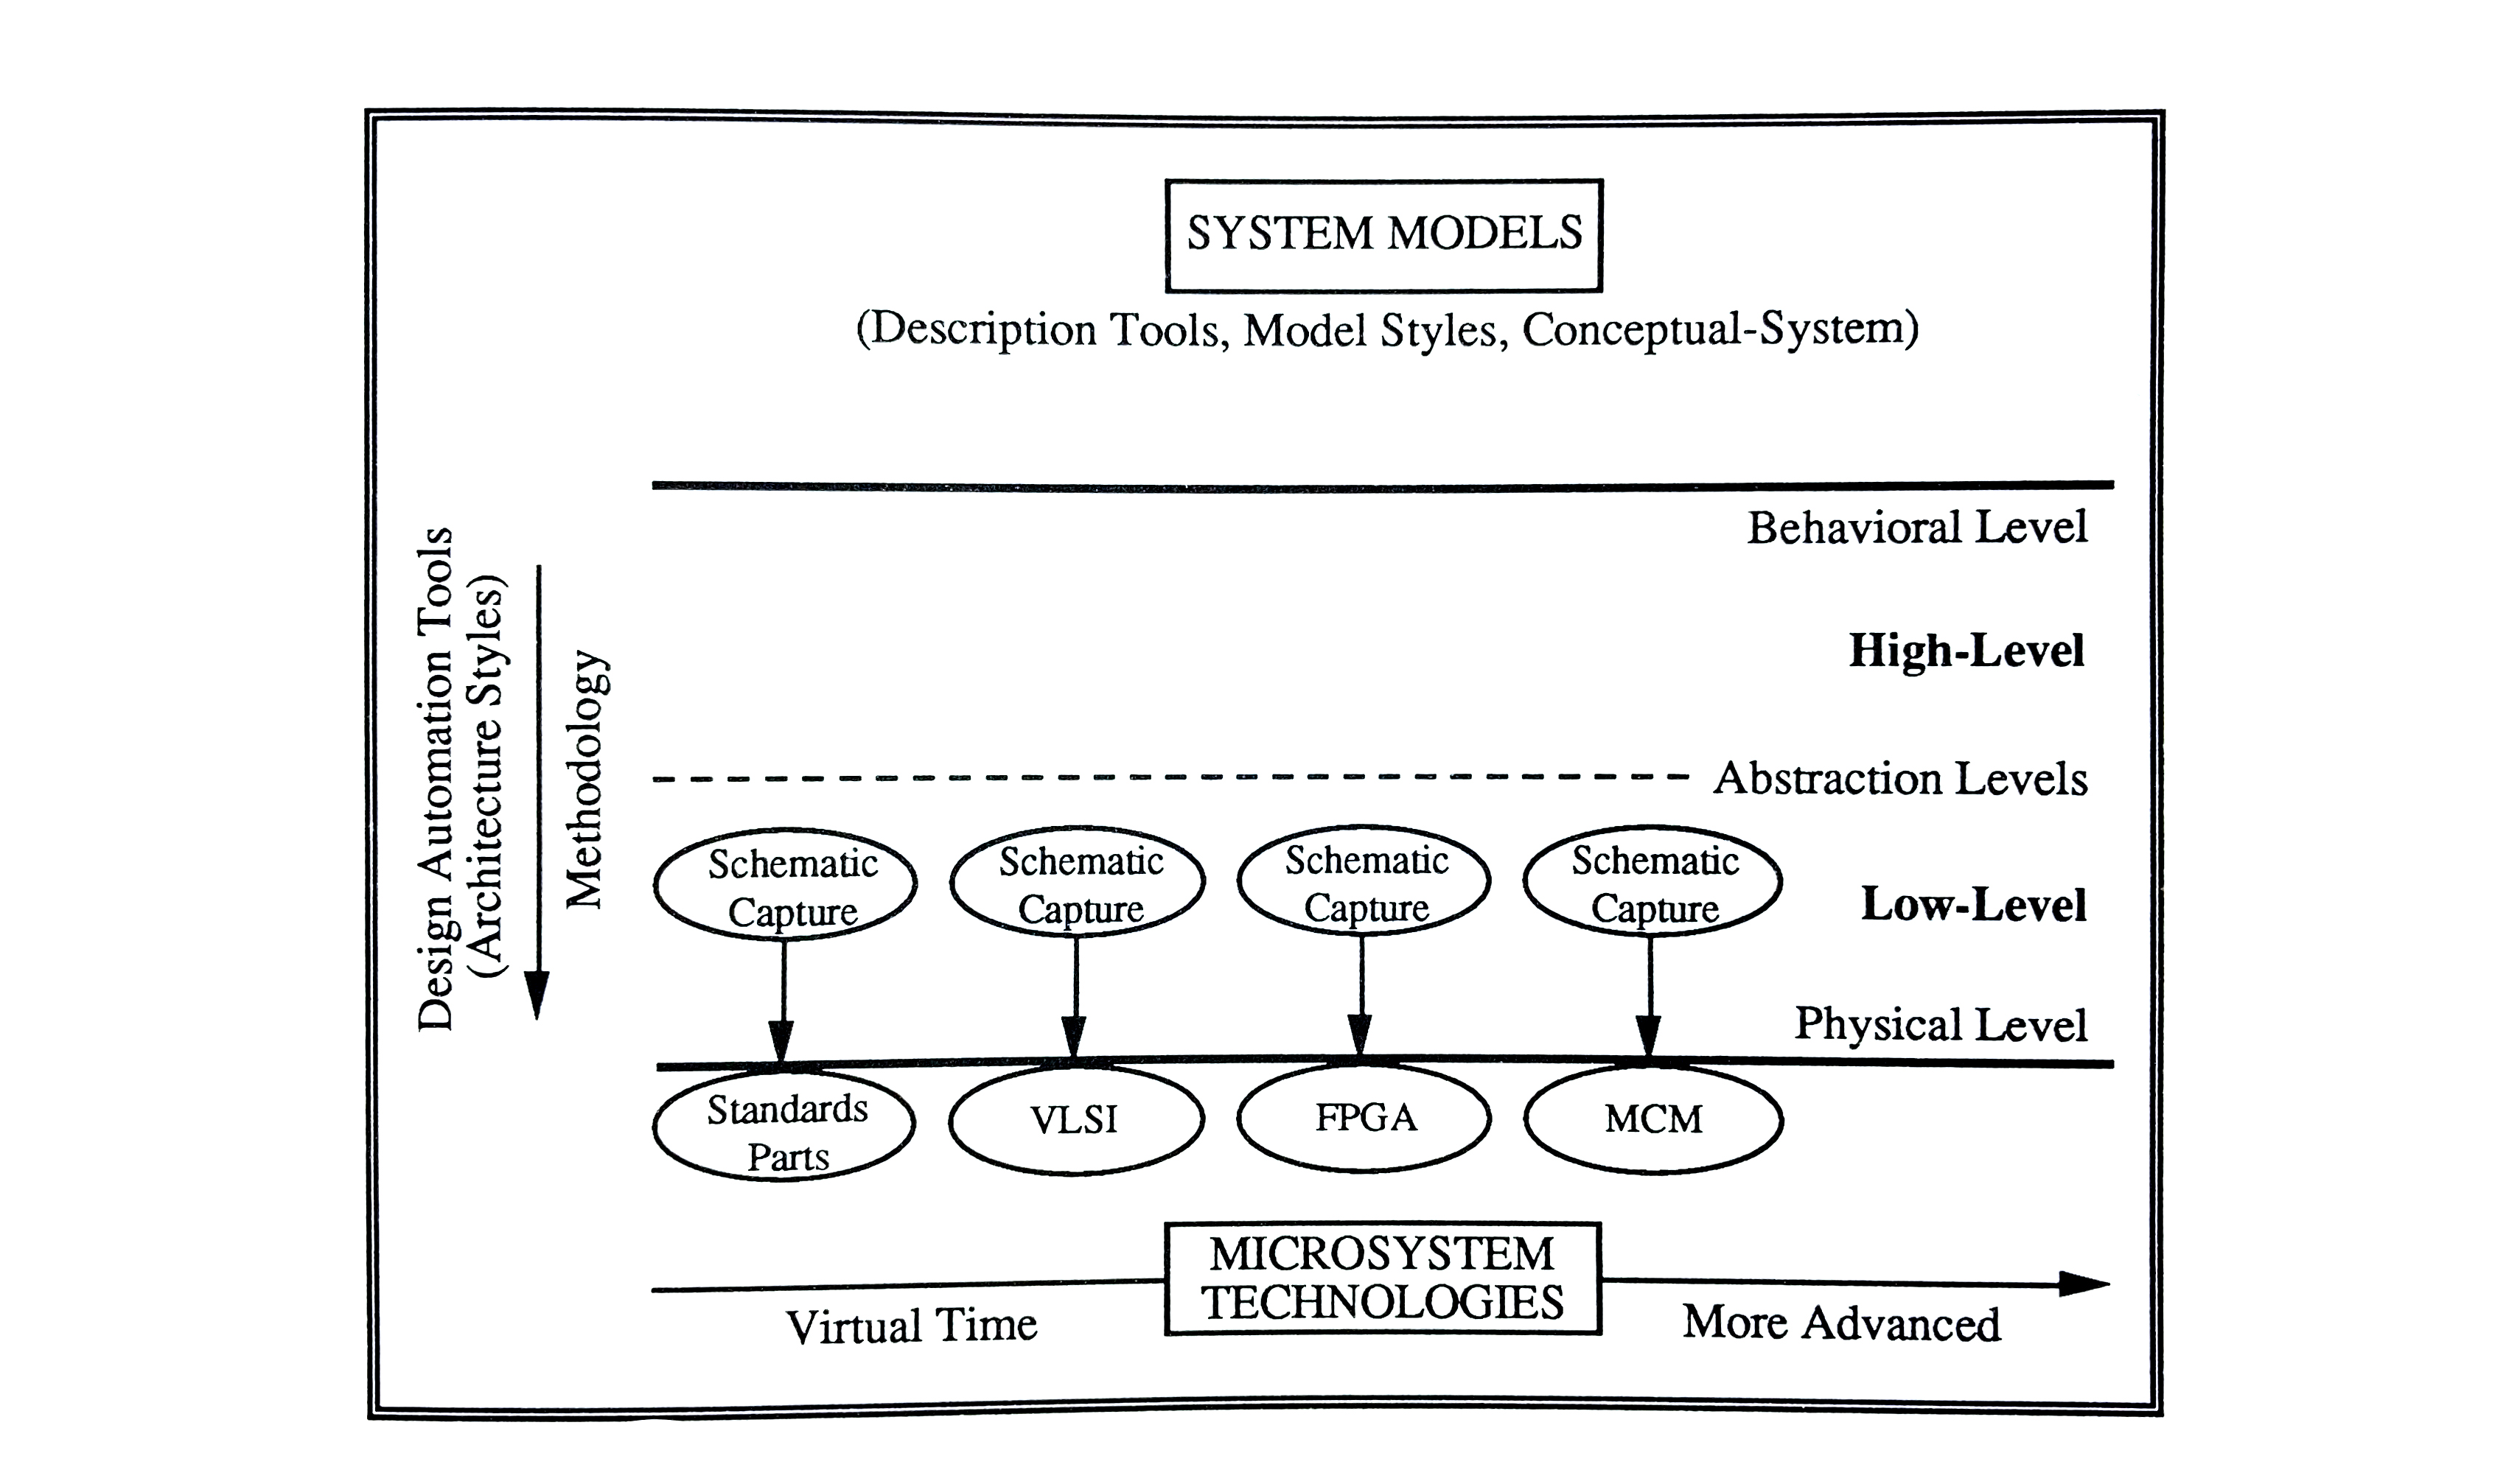 SYSTEM MODELS
(Description Tools, Model Styles, Conceptual-System)
Behavioral Level
High-Level
Design Automation Tools
(Architecture Styles)
Methodology
Abstraction Levels
Schematic
Capture
Schematic
Capture
Schematic
Capture
Schematic
Capture
Low-Level
Physical Level
Standards
Parts
VLSI
FPGA
MCM
MICROSYSTEM
TECHNOLOGIES
Virtual Time
More Advanced